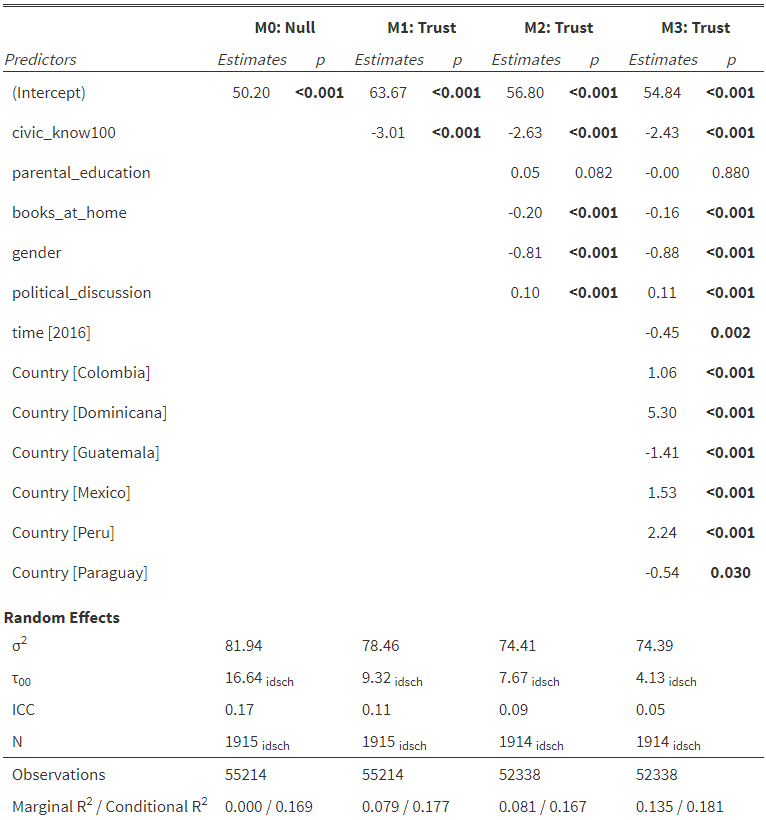 M0: Null M1: Trust M2: Trust M3: Trust
Predictors Estimates p Estimates p Estimates p Estimates p
(Intercept) 50.20 <0.001 63.67 <0.001 56.80 <0.001 54.84 <0.001
civic_know100 -3.01 <0.001 -2.63 <0.001 -2.43 <0.001
parental_education 0.05 0.082 -0.00 0.880
books_at_home -0.20 <0.001 -0.16 <0.001
gender -0.81 <0.001 -0.88 <0.001
political_discussion 0.10 <0.001 0.11 <0.001
time [2016] -0.45 0.002
Country [Colombia] 1.06 <0.001
Country [Dominicana] 5.30 <0.001
Country [Guatemala] -1.41 <0.001
Country [Mexico] 1.53 <0.001
Country [Peru] 2.24 <0.001
Country [Paraguay] -0.54 0.030
Random Effects
σ² 81.94 78.46 74.41 74.39
τ₀₀ 16.64 idsch 9.32 idsch 7.67 idsch 4.13 idsch
ICC 0.17 0.11 0.09 0.05
N 1915 idsch 1915 idsch 1914 idsch 1914 idsch
Observations 55214 55214 52338 52338
Marginal R² / Conditional R² 0.000 / 0.169 0.079 / 0.177 0.081 / 0.167 0.135 / 0.181